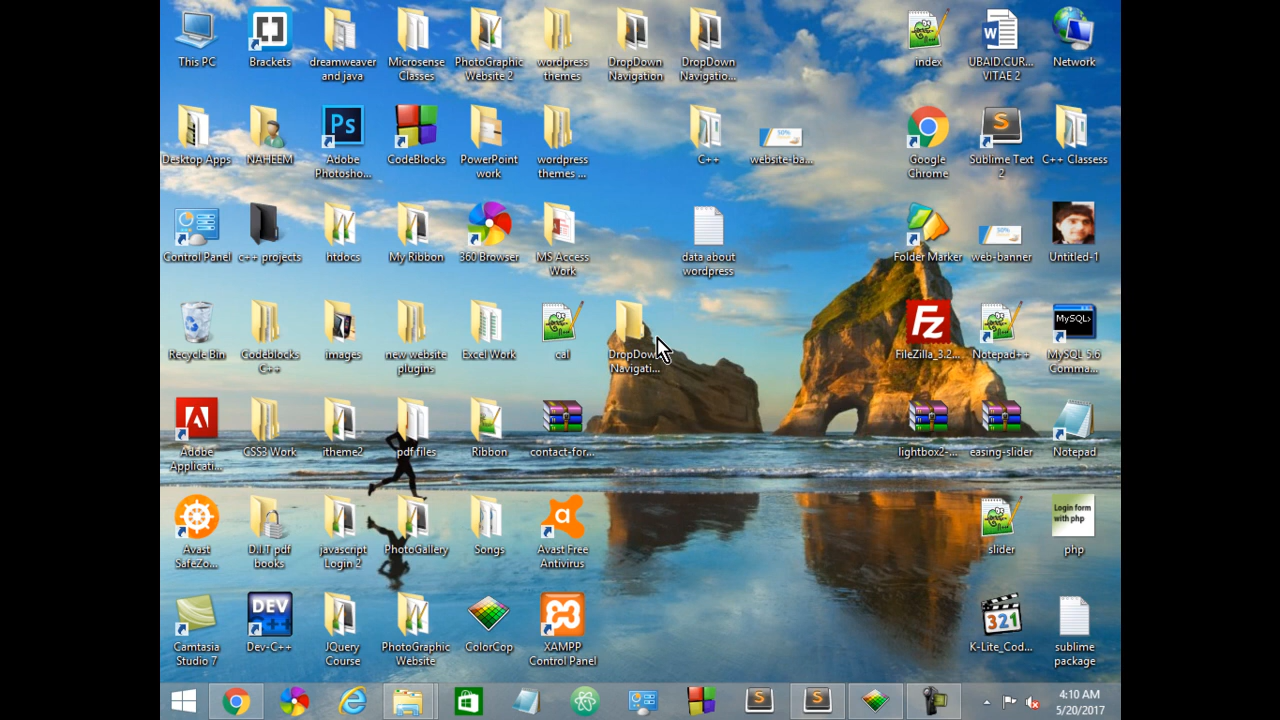 This PC
Brackets
dreamweaver
and java
Microsense
Classes
PhotoGraphic
Website 2
wordpress
themes
DropDown
Navigation
DropDown
Navigatio...
index
UBAID.CUR...
VITAE 2
Network
Desktop Apps
NAHEEM
Adobe
Photosho...
CodeBlocks
PowerPoint
work
wordpress
themes ...
C++
website-ba...
Google
Chrome
Sublime Text
2
C++ Classess
Control Panel
c++ projects
htdocs
My Ribbon
360 Browser
MS Access
Work
data about
wordpress
Folder Marker
web-banner
Untitled-1
Recycle Bin
Codeblocks
C++
images
new website
plugins
Excel Work
cal
DropDow
Navigati...
FileZilla_3.2...
Notepad++
MySQL 5.6
Comma...
Adobe
Applicati...
CSS3 Work
itheme2
pdf files
Ribbon
contact-for...
lightbox2-...
easing-slider
Notepad
Avast
SafeZo...
D.I.T pdf
books
javascript
Login 2
PhotoGallery
Songs
Avast Free
Antivirus
slider
Login form
with php
php
Camtasia
Studio 7
DEV
Dev-C++
JQuery
Course
PhotoGraphic
Website
ColorCop
XAMPP
Control Panel
321
K-Lite_Cod...
sublime
package
4:10 AM
5/20/2017